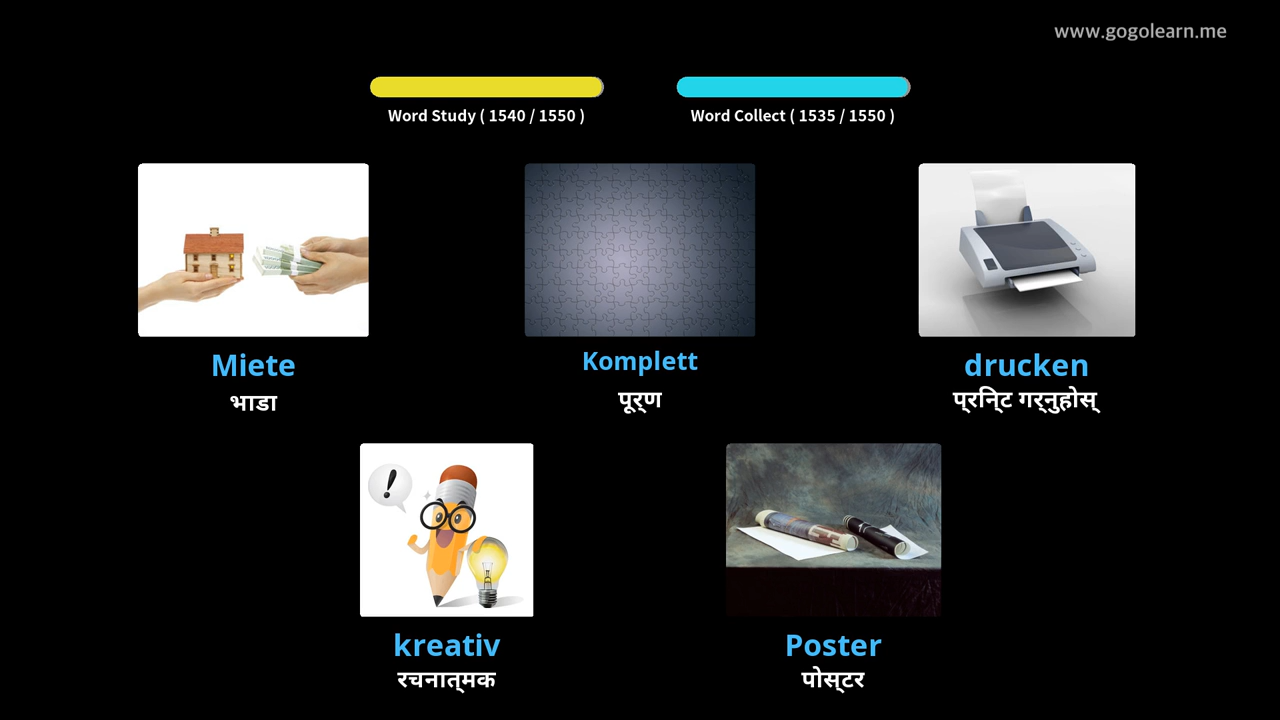 www.gogolearn.me
Word Study ( 1540 / 1550 )
Word Collect ( 1535 / 1550 )
Miete
भाडा
Komplett
पूर्ण
drucken
प्रिन्ट गर्नुहोस्
kreativ
रचनात्मक
Poster
पोस्टर